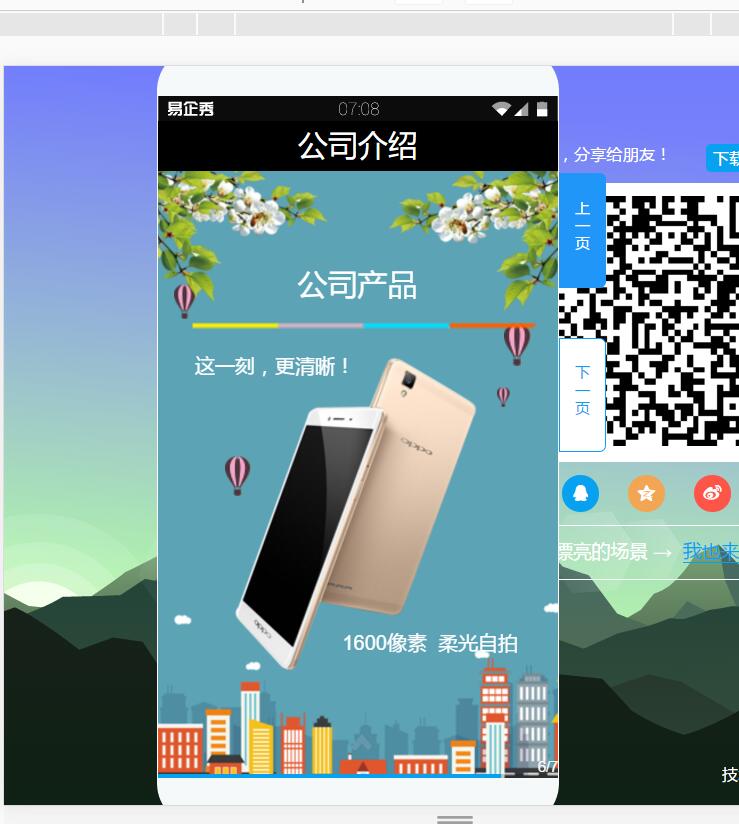 易企秀
07:08
公司介绍
，分享给朋友！
下载
上一页
公司产品
这一刻，更清晰！
下一页
oppo
oppo
漂亮的场景 → 我也来
1600像素 柔光自拍
6/7
技